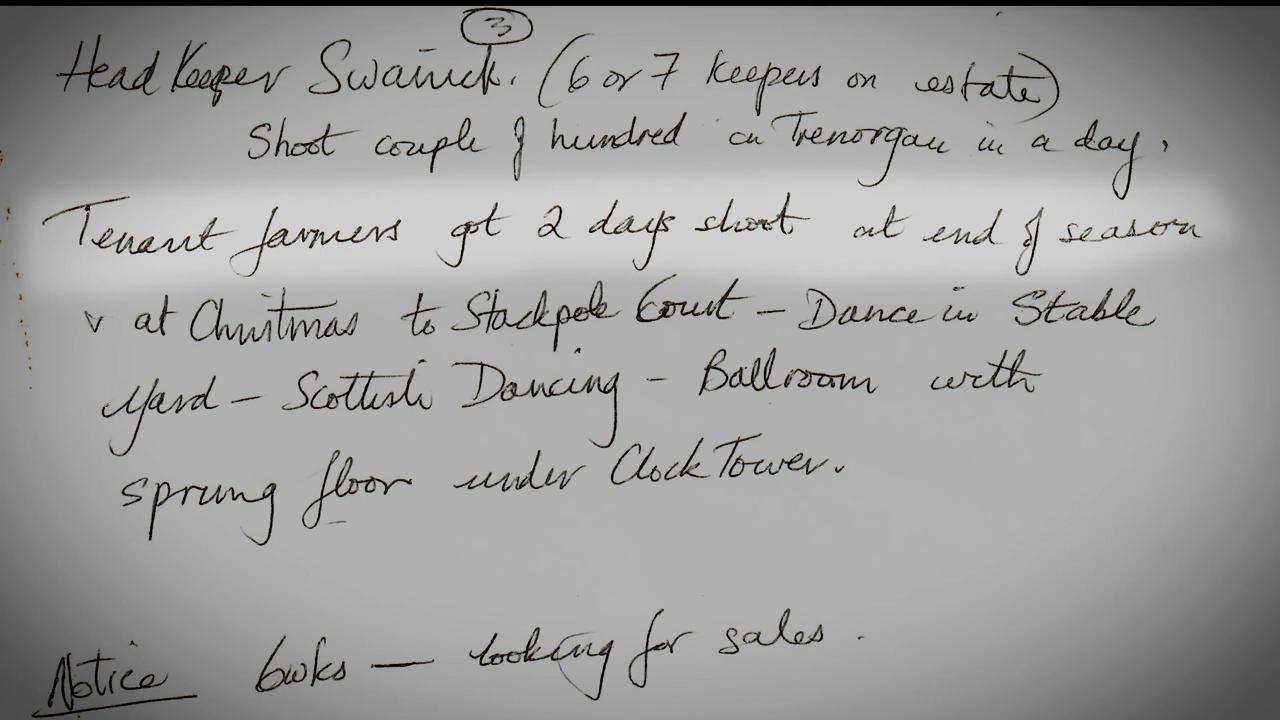 3
Head Keeper Swanick. (6 or 7 Keepers on estate)
Shoot couple of hundred on Trenorgan in a day.
Tenant farmers got 2 days shoot at end of season
v at Christmas to Stackpole Court – Dance in Stable
Yard – Scottish Dancing – Ballroom with
sprung floor under Clock Tower.
Notice 6wks — looking for sales.